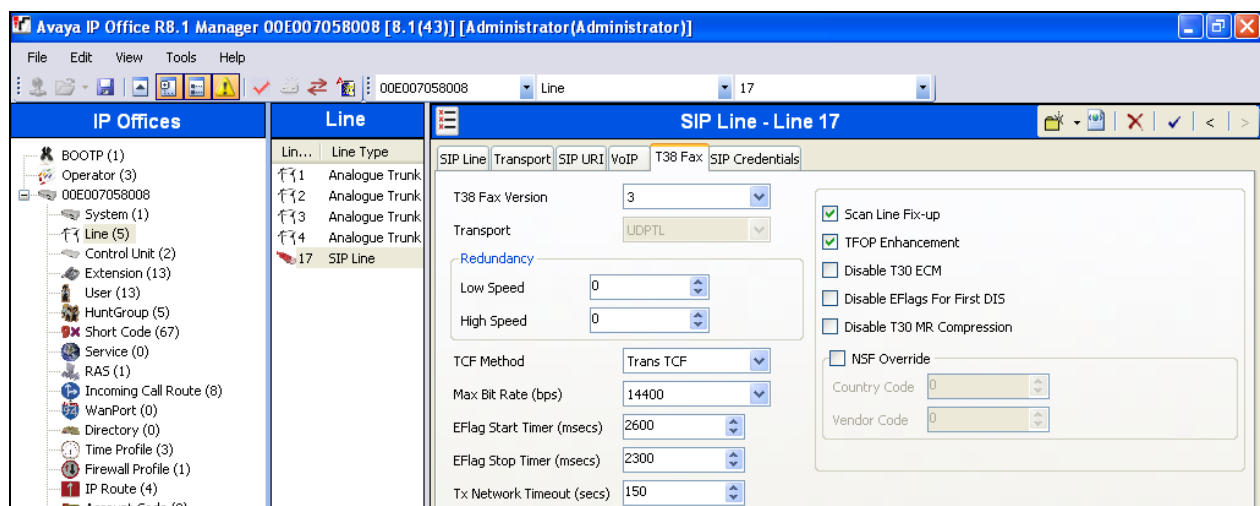 Avaya IP Office R8.1 Manager 00E007058008 [8.1(43)] [Administrator(Administrator)]
File Edit View Tools Help
00E007058008 Line 17
IP Offices
BOOTP (1)
Operator (3)
00E007058008
System (1)
Line (5)
Control Unit (2)
Extension (13)
User (13)
HuntGroup (5)
Short Code (67)
Service (0)
RAS (1)
Incoming Call Route (8)
WanPort (0)
Directory (0)
Time Profile (3)
Firewall Profile (1)
IP Route (4)
Line
Lin... Line Type
1 Analogue Trunk
2 Analogue Trunk
3 Analogue Trunk
4 Analogue Trunk
17 SIP Line
SIP Line - Line 17
SIP Line Transport SIP URI VoIP T38 Fax SIP Credentials
T38 Fax Version 3
Transport UDPTL
Redundancy
Low Speed 0
High Speed 0
TCF Method Trans TCF
Max Bit Rate (bps) 14400
EFlag Start Timer (msecs) 2600
EFlag Stop Timer (msecs) 2300
Tx Network Timeout (secs) 150
Scan Line Fix-up
TFOP Enhancement
Disable T30 ECM
Disable EFlags For First DIS
Disable T30 MR Compression
NSF Override
Country Code 0
Vendor Code 0